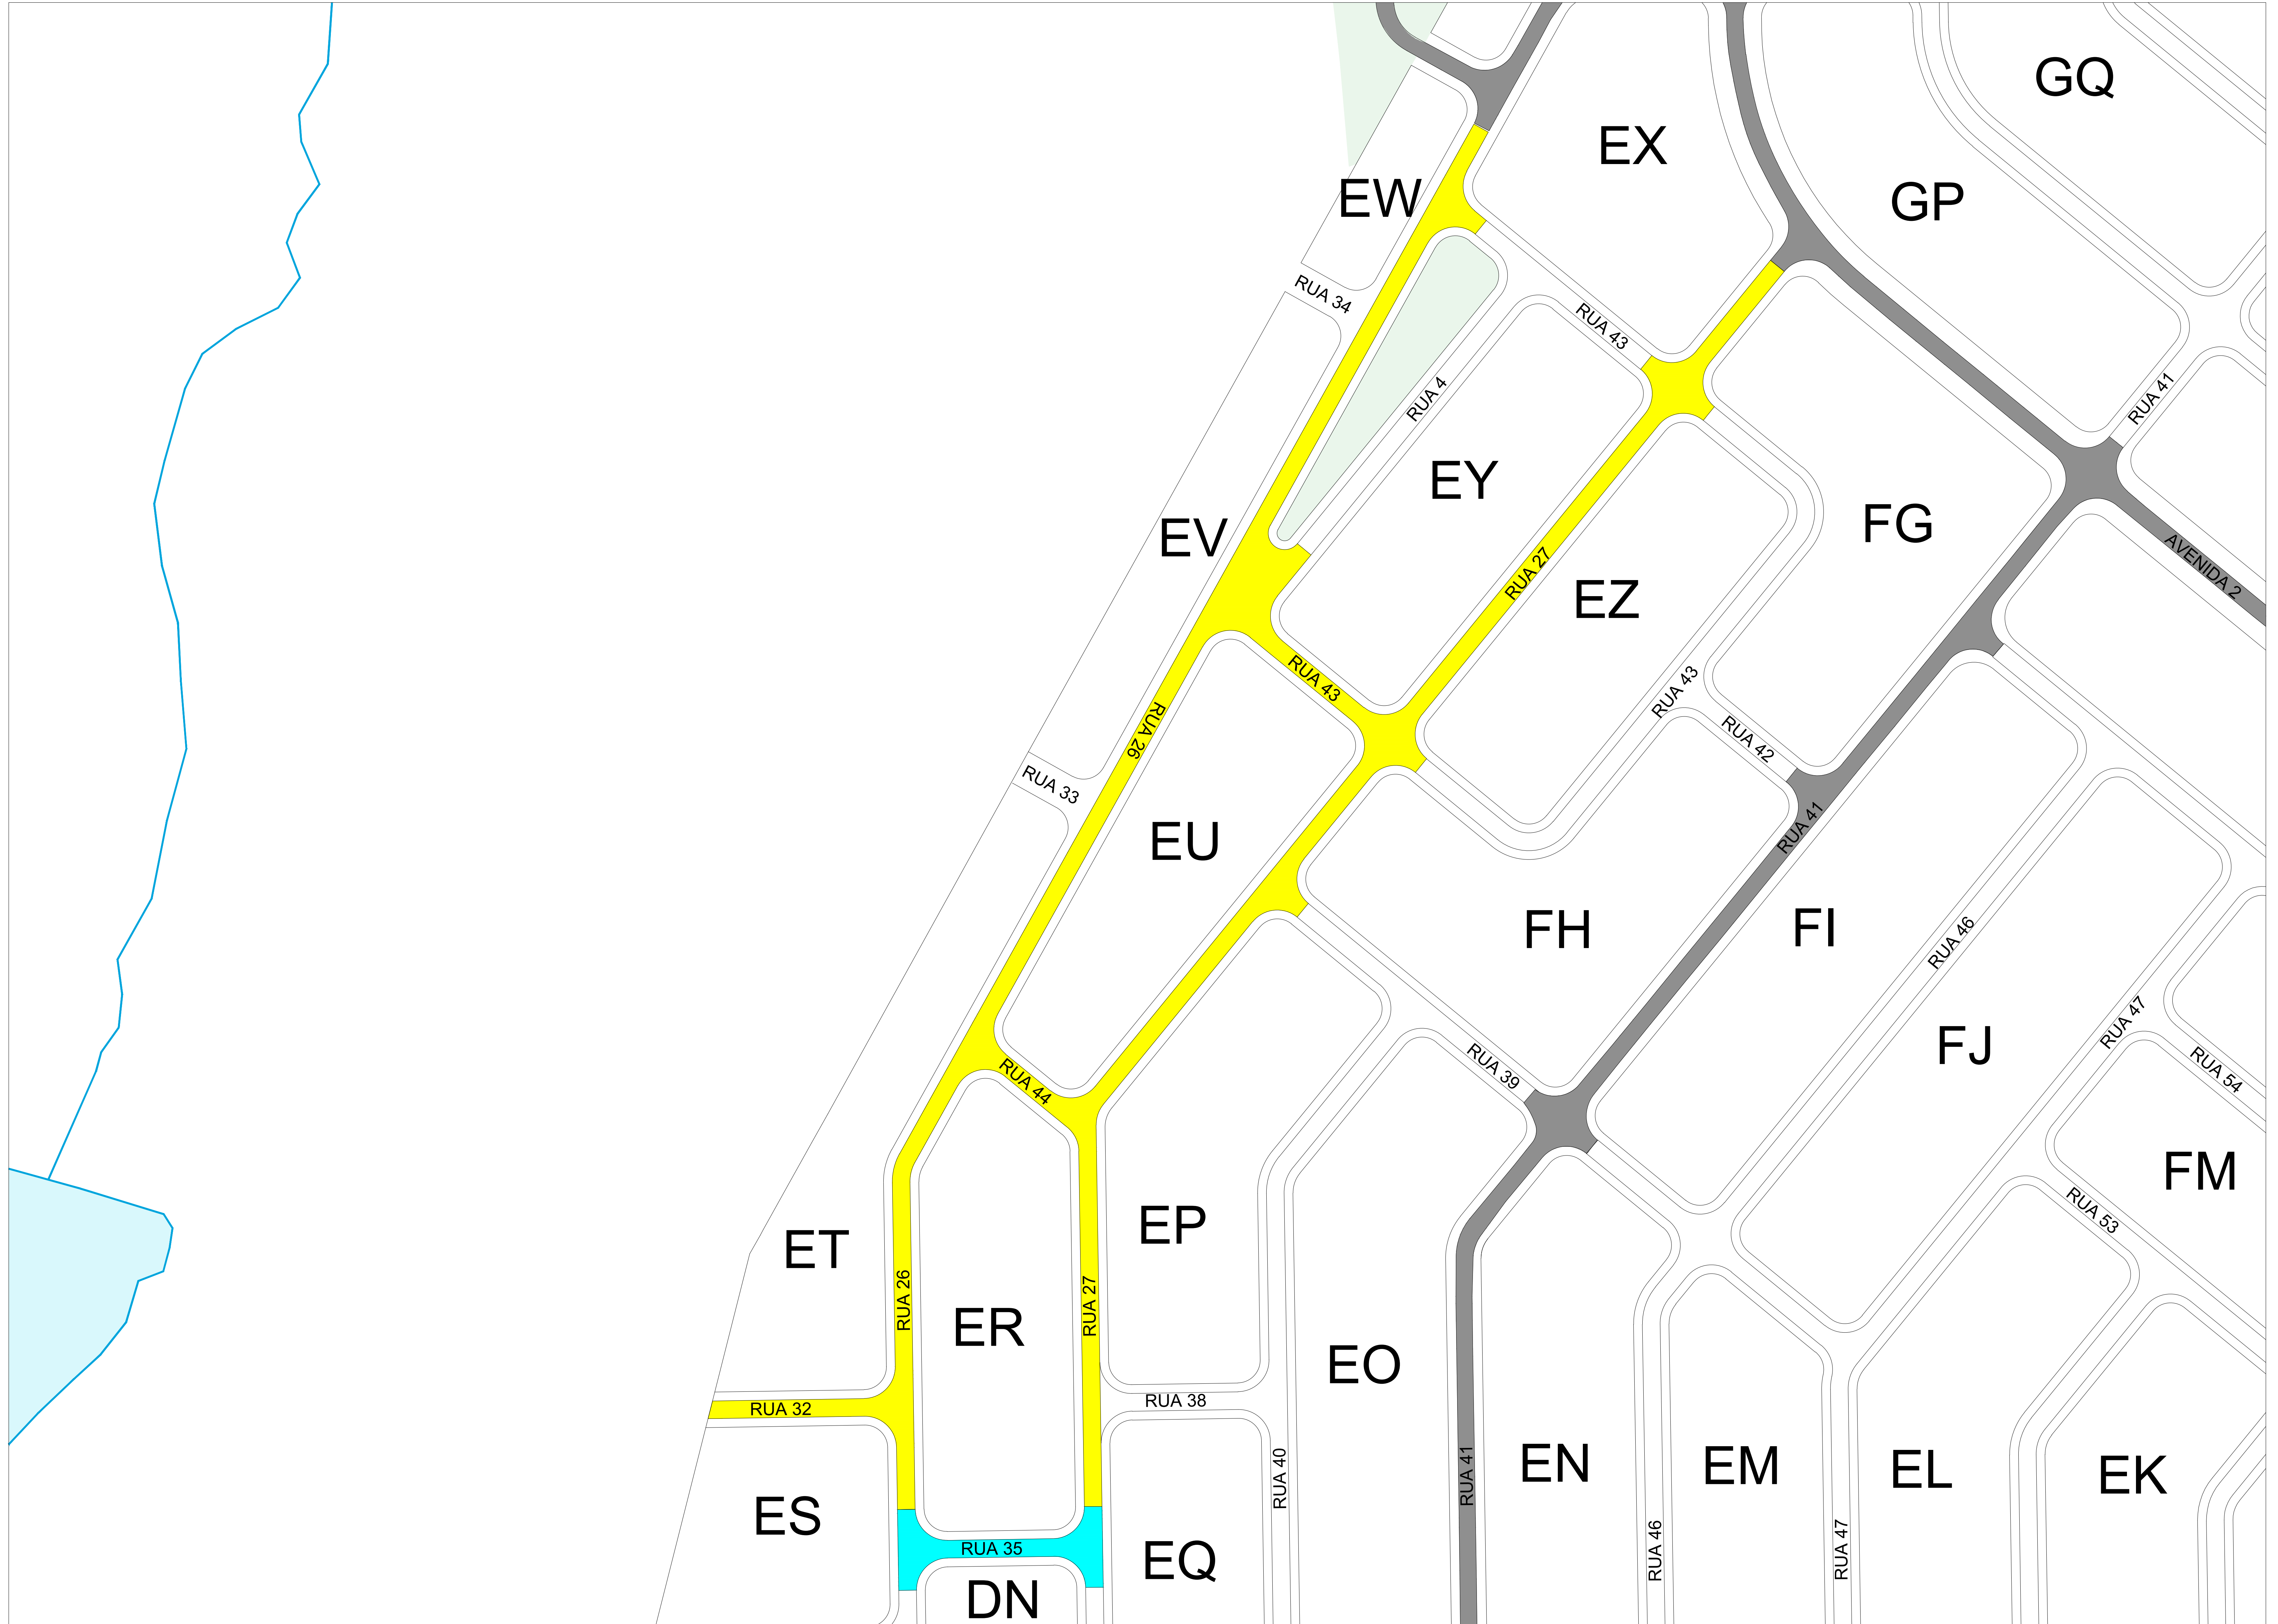 GQ
EX
EW
GP
RUA 34
RUA 43
RUA 4
RUA 41
EY
EV
FG
AVENIDA 2
RUA 27
EZ
RUA 43
RUA 43
RUA 26
RUA 42
RUA 33
EU
RUA 41
FH
FI
RUA 46
RUA 47
FJ
RUA 39
RUA 44
RUA 54
FM
RUA 53
EP
ET
RUA 26
RUA 27
ER
EO
RUA 38
RUA 32
RUA 40
RUA 41
EN
EM
EL
EK
ES
RUA 46
RUA 47
RUA 35
EQ
DN